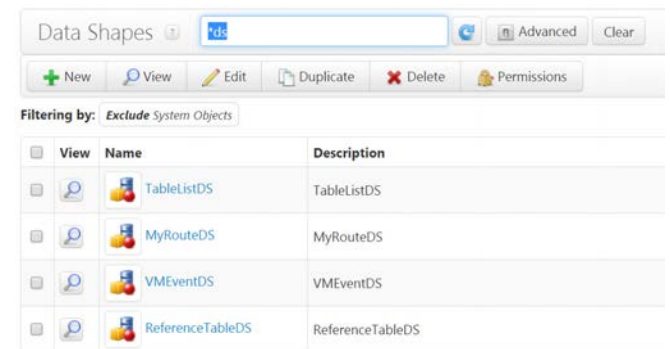 Data Shapes ? *ds Advanced Clear
New View Edit Duplicate Delete Permissions
Filtering by: Exclude System Objects
View Name Description
TableListDS TableListDS
MyRouteDS MyRouteDS
VMEventDS VMEventDS
ReferenceTableDS ReferenceTableDS